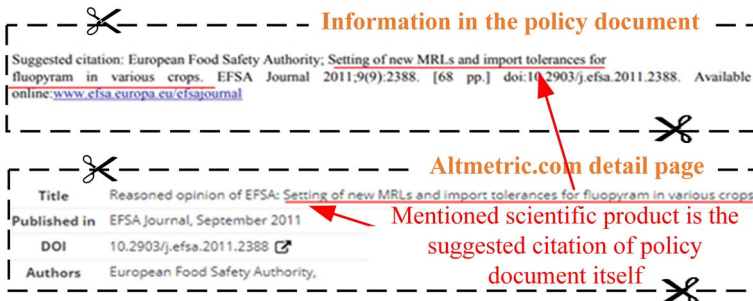 Information in the policy document
Suggested citation: European Food Safety Authority; Setting of new MRLs and import tolerances for
fluopyram in various crops. EFSA Journal 2011;9(9):2388. [68 pp.] doi:10.2903/j.efsa.2011.2388. Available
online:www.efsa.europa.eu/efsajournal
Altmetric.com detail page
Title Reasoned opinion of EFSA: Setting of new MRLs and import tolerances for fluopyram in various crops
Published in EFSA Journal, September 2011
DOI 10.2903/j.efsa.2011.2388
Authors European Food Safety Authority,
Mentioned scientific product is the
suggested citation of policy
document itself